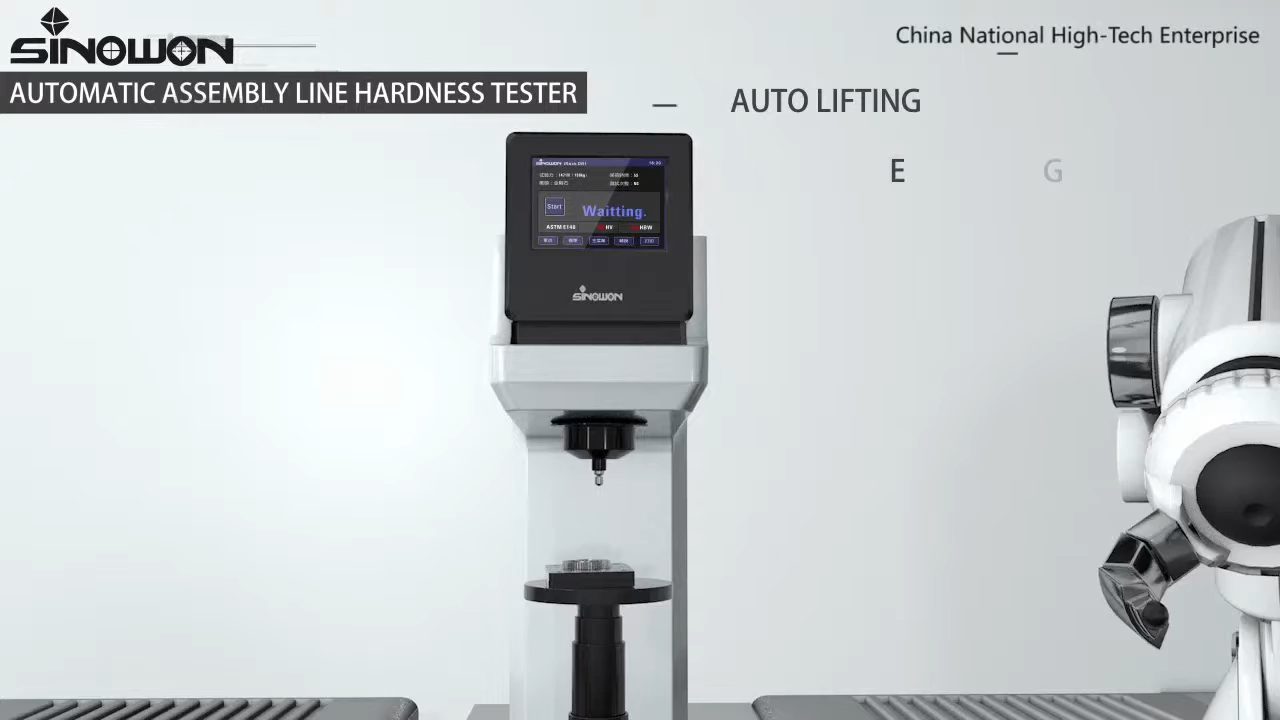 SINOWON
China National High-Tech Enterprise
AUTOMATIC ASSEMBLY LINE HARDNESS TESTER
AUTO LIFTING
E G
SINOWON
Start
Waitting.
ASTM E140 HV HBW
SINOWON